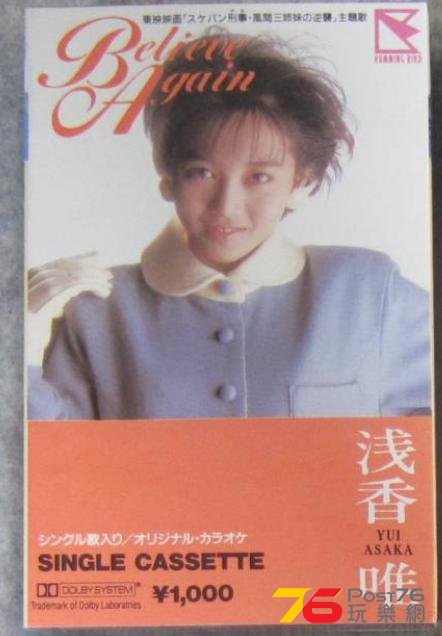 東映映画「スケバン刑事・風間三姉妹の逆襲」主題歌
HUMMING BIRD
Believe
Again
浅香唯
YUI
ASAKA
シングル歌入り／オリジナル・カラオケ
SINGLE CASSETTE
DOLBY SYSTEM®
¥1,000
Trademark of Dolby Laboratries
76 Post76
玩樂網